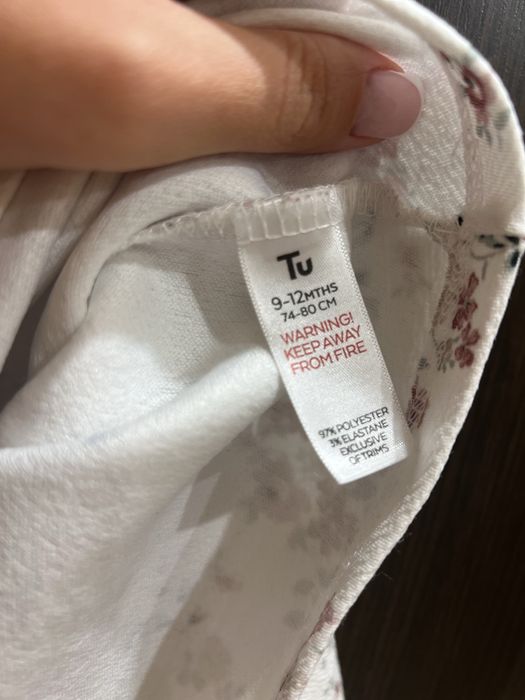 Tu
9-12MTHS
74-80 CM
WARNING!
KEEP AWAY
FROM FIRE
97% POLYESTER
3% ELASTANE
EXCLUSIVE
OF TRIMS